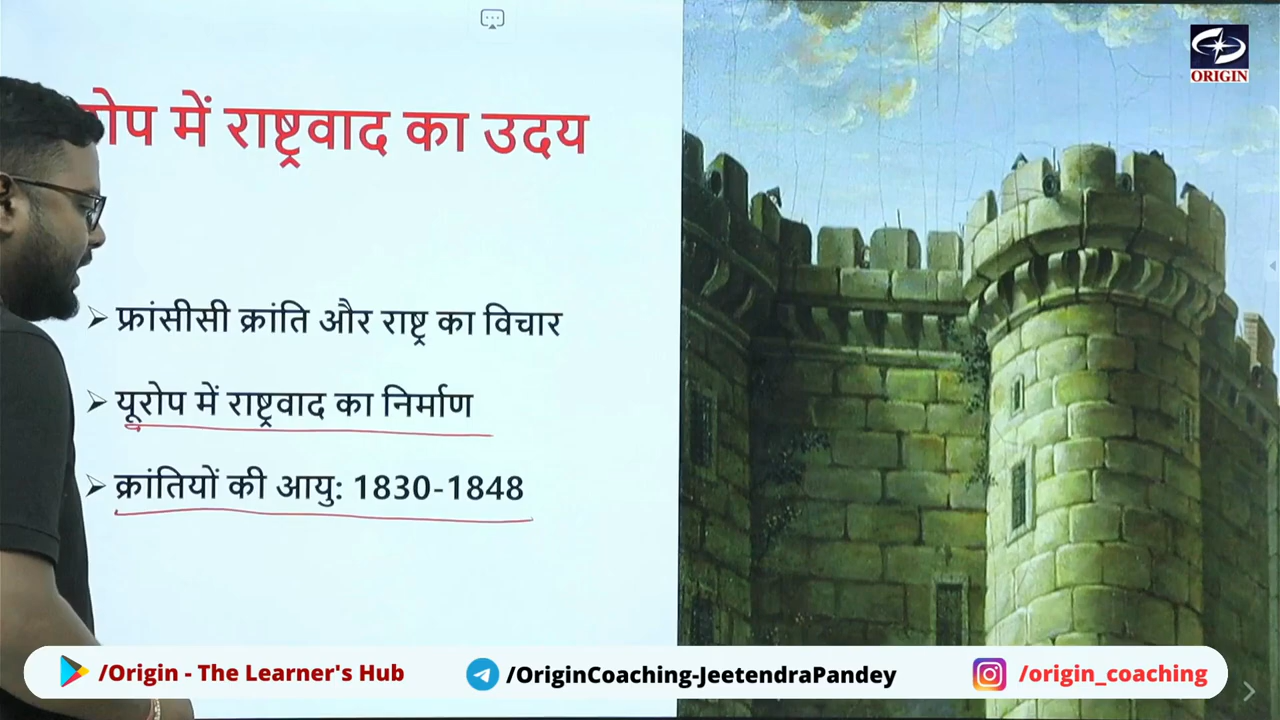 में राष्ट्रवाद का उदय
फ्रांसीसी क्रांति और राष्ट्र का विचार
यूरोप में राष्ट्रवाद का निर्माण
क्रांतियों की आयु: 1830-1848
ORIGIN
/Origin - The Learner's Hub
/OriginCoaching-JeetendraPandey
/origin_coaching